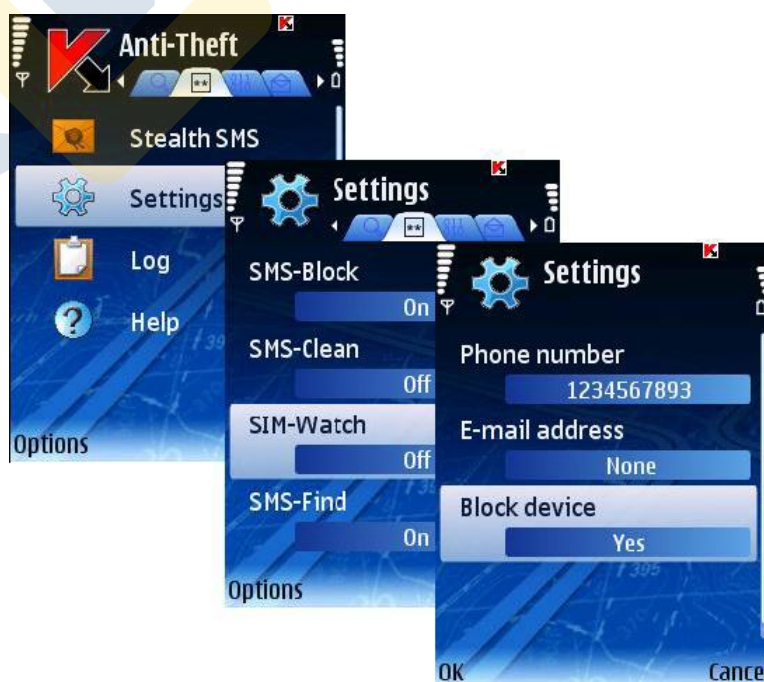 Anti-Theft
Stealth SMS
Settings
Log
Help
Options
Settings
SMS-Block
On
SMS-Clean
Off
SIM-Watch
Off
SMS-Find
On
Options
Settings
Phone number
1234567893
E-mail address
None
Block device
Yes
OK
Cance